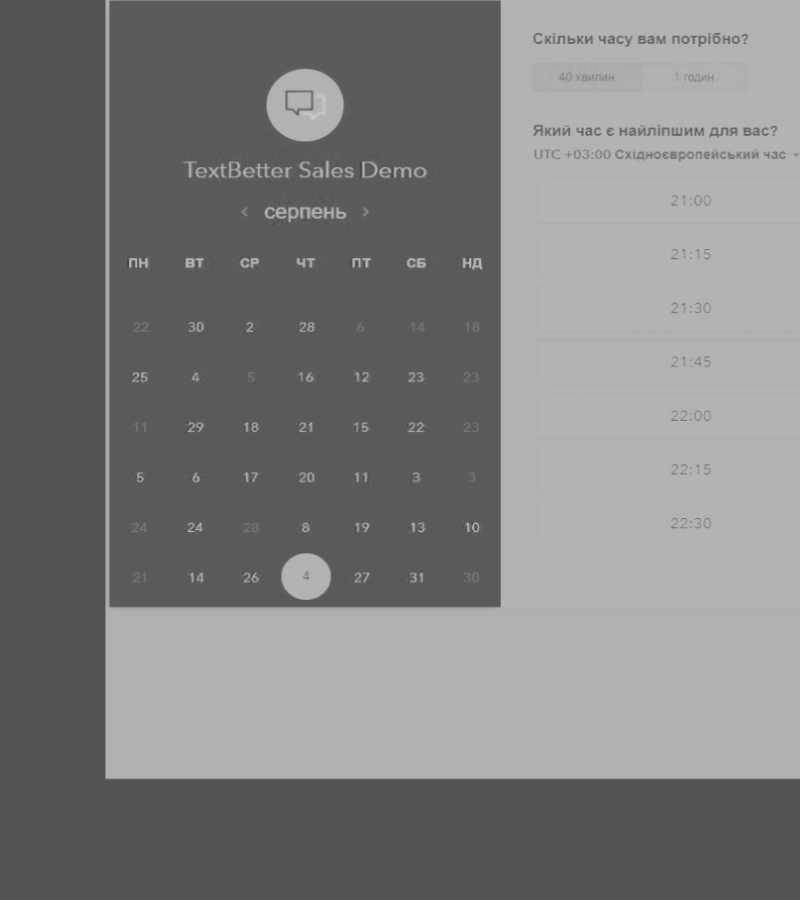 TextBetter Sales Demo
< серпень >
ПН ВТ СР ЧТ ПТ СБ НД
22 30 2 28 6 14 18
25 4 5 16 12 23 23
11 29 18 21 15 22 23
5 6 17 20 11 3 3
24 24 28 8 19 13 10
21 14 26 4 27 31 30
Скільки часу вам потрібно?
40 хвилин 1 годин
Який час є найліпшим для вас?
UTC +03:00 Східноєвропейський час
21:00
21:15
21:30
21:45
22:00
22:15
22:30